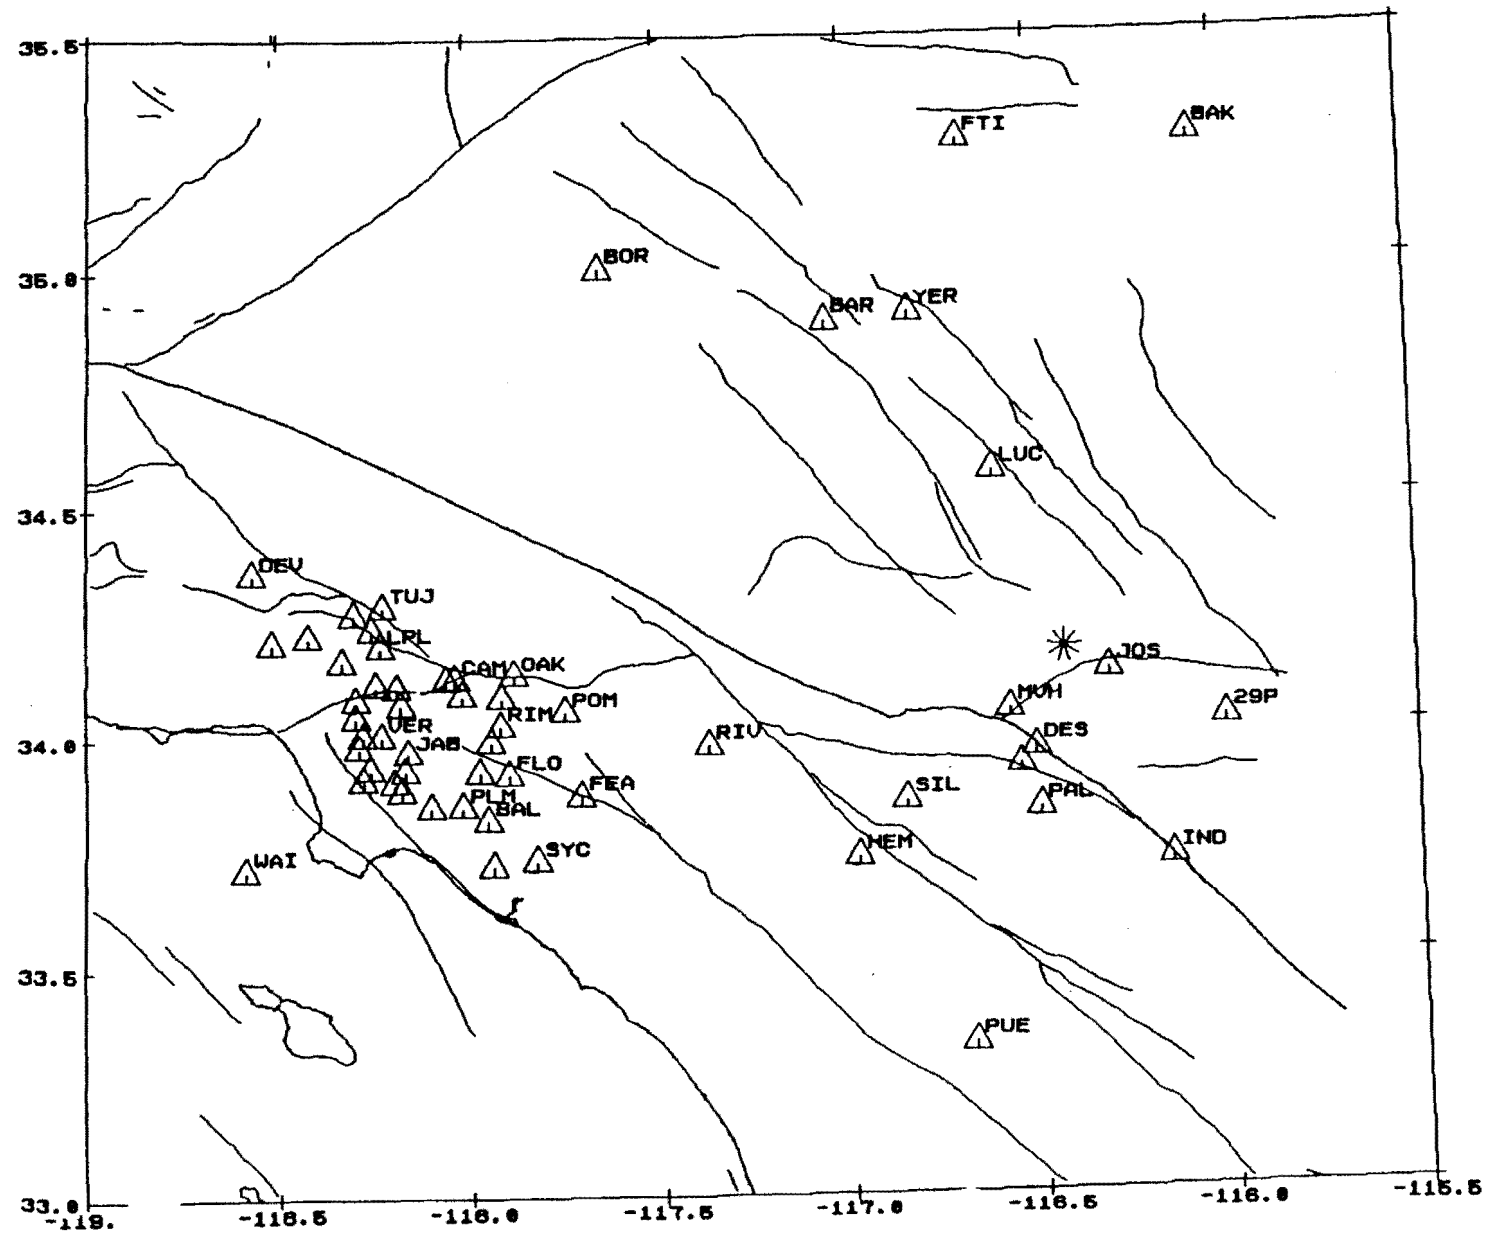 35.5
BAK
FTI
35.0
BOR
YER
BAR
LUC
34.5
DEV
TUJ
LPL
JOS
CAM
OAK
MVH
29P
POM
RIM
VER
DES
RIV
34.0
JAB
FLO
FEA
SIL
PAL
PLM
BAL
IND
HEM
SYC
WAI
33.5
PUE
33.0
-119.
-118.5
-118.0
-117.5
-117.0
-116.5
-116.0
-115.5